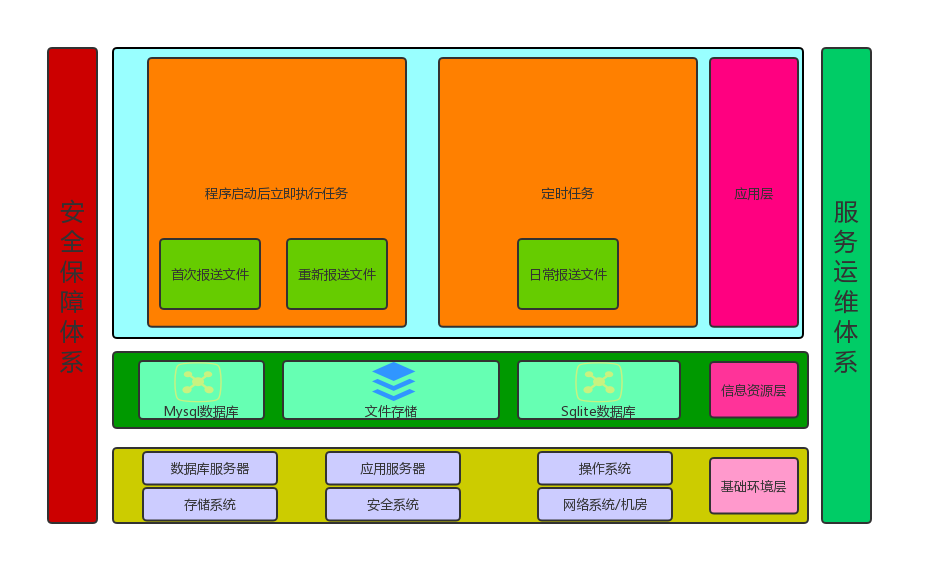 安全保障体系
程序启动后立即执行任务
首次报送文件
重新报送文件
定时任务
日常报送文件
应用层
Mysql数据库
文件存储
Sqlite数据库
信息资源层
数据库服务器
应用服务器
操作系统
存储系统
安全系统
网络系统/机房
基础环境层
服务运维体系